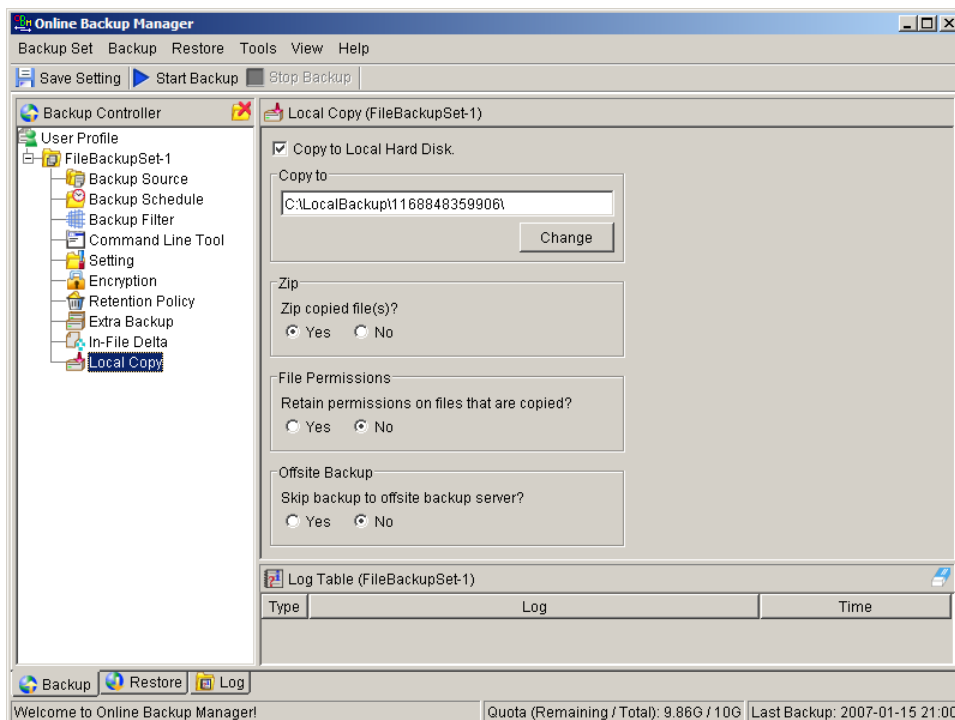 Online Backup Manager
Backup Set Backup Restore Tools View Help
Save Setting Start Backup Stop Backup
Backup Controller
User Profile
FileBackupSet-1
Backup Source
Backup Schedule
Backup Filter
Command Line Tool
Setting
Encryption
Retention Policy
Extra Backup
In-File Delta
Local Copy
Local Copy (FileBackupSet-1)
Copy to Local Hard Disk.
Copy to
C:\LocalBackup\1168848359906\
Change
Zip
Zip copied file(s)?
Yes No
File Permissions
Retain permissions on files that are copied?
Yes No
Offsite Backup
Skip backup to offsite backup server?
Yes No
Log Table (FileBackupSet-1)
Type Log Time
Backup Restore Log
Welcome to Online Backup Manager! Quota (Remaining / Total): 9.86G / 10G Last Backup: 2007-01-15 21:00